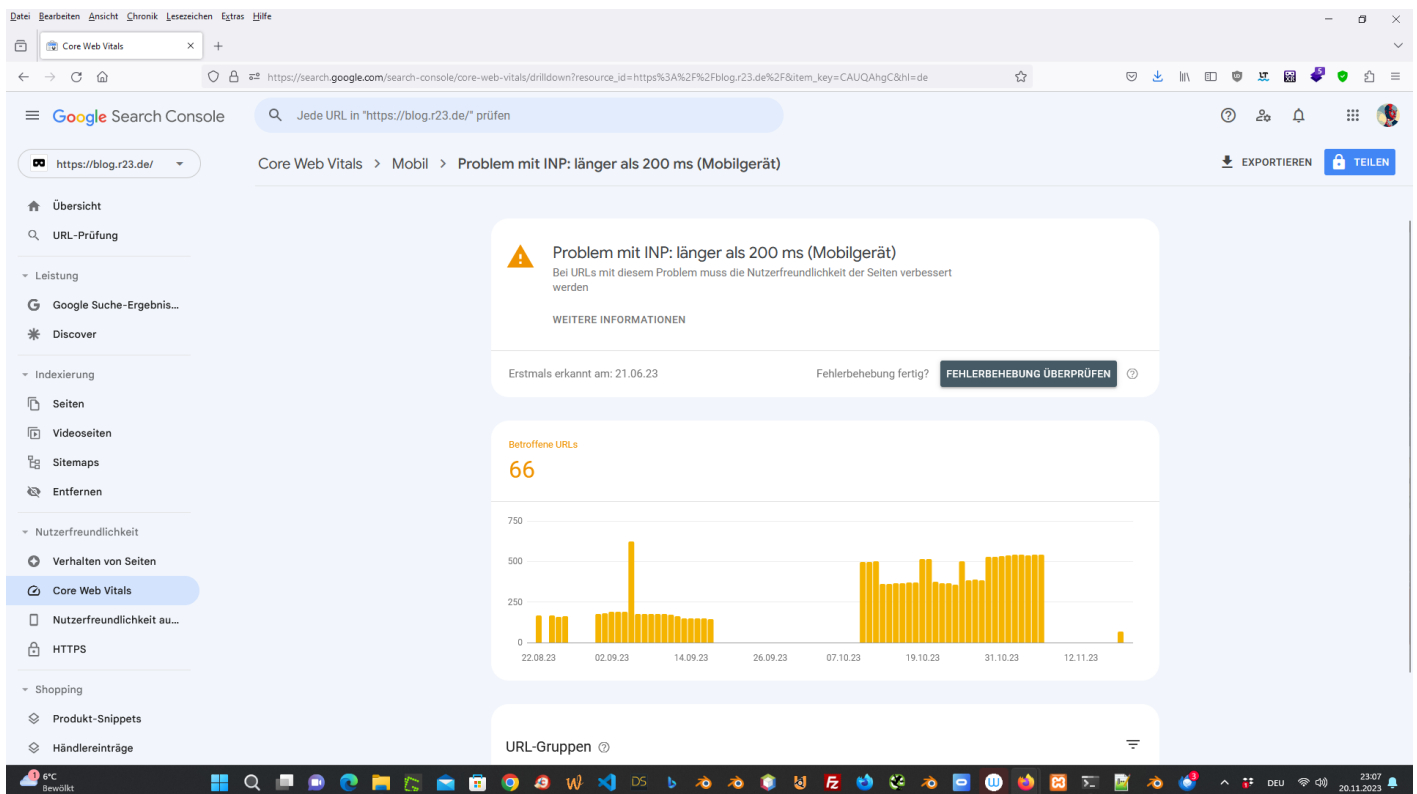 Datei Bearbeiten Ansicht Chronik Lesezeichen Extras Hilfe
Core Web Vitals
https://search.google.com/search-console/core-web-vitals/drilldown?resource_id=https%3A%2F%2Fblog.r23.de%2F&item_key=CAUQAhgC&hl=de
Google Search Console
Jede URL in "https://blog.r23.de/" prüfen
https://blog.r23.de/
Core Web Vitals > Mobil > Problem mit INP: länger als 200 ms (Mobilgerät)
EXPORTIEREN
TEILEN
Übersicht
URL-Prüfung
Leistung
Google Suche-Ergebnis...
Discover
Indexierung
Seiten
Videoseiten
Sitemaps
Entfernen
Nutzerfreundlichkeit
Verhalten von Seiten
Core Web Vitals
Nutzerfreundlichkeit au...
HTTPS
Shopping
Produkt-Snippets
Händlereinträge
Problem mit INP: länger als 200 ms (Mobilgerät)
Bei URLs mit diesem Problem muss die Nutzerfreundlichkeit der Seiten verbessert
werden
WEITERE INFORMATIONEN
Erstmals erkannt am: 21.06.23
Fehlerbehebung fertig?
FEHLERBEHEBUNG ÜBERPRÜFEN
Betroffene URLs
66
750
500
250
0
22.08.23 02.09.23 14.09.23 26.09.23 07.10.23 19.10.23 31.10.23 12.11.23
URL-Gruppen
1
6°C
Bewölkt
DEU
23:07
20.11.2023